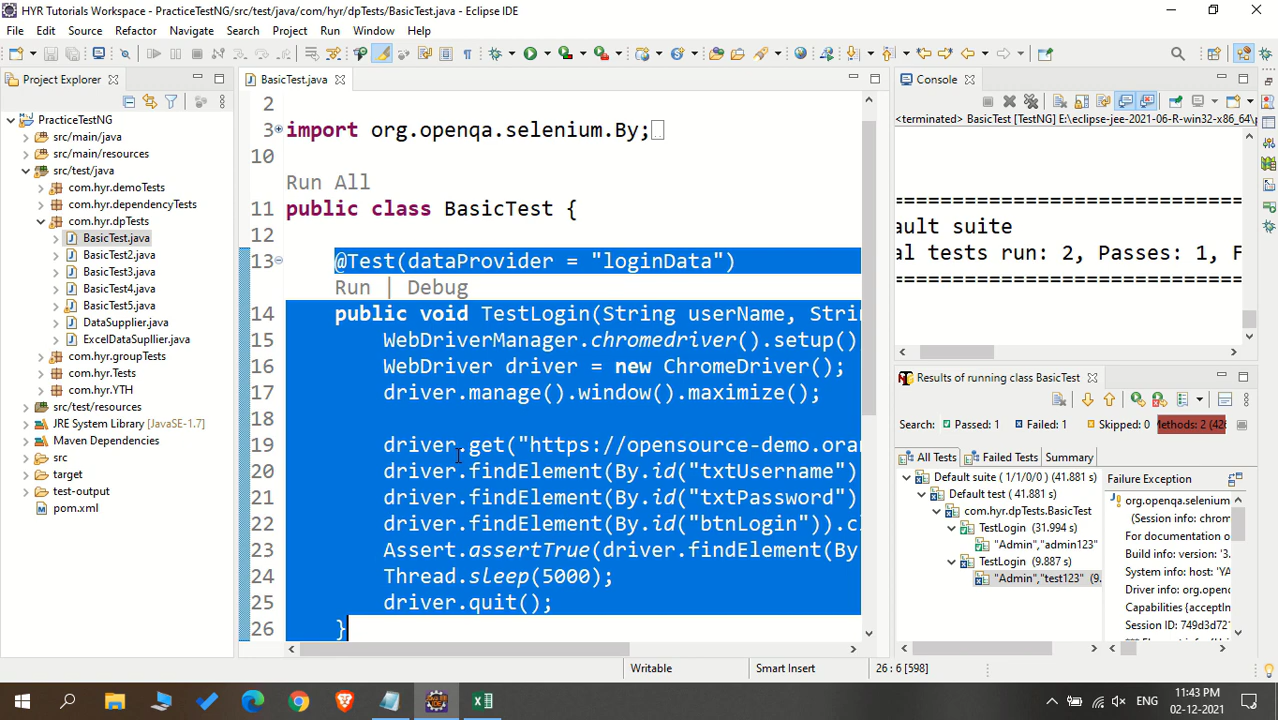 HYR Tutorials Workspace - PracticeTestNG/src/test/java/com/hyr/dpTests/BasicTest.java - Eclipse IDE
File Edit Source Refactor Navigate Search Project Run Window Help
Project Explorer
PracticeTestNG
src/main/java
src/main/resources
src/test/java
com.hyr.demoTests
com.hyr.dependencyTests
com.hyr.dpTests
BasicTest.java
BasicTest2.java
BasicTest3.java
BasicTest4.java
BasicTest5.java
DataSupplier.java
ExcelDataSupllier.java
com.hyr.groupTests
com.hyr.Tests
com.hyr.YTH
src/test/resources
JRE System Library [JavaSE-1.7]
Maven Dependencies
src
target
test-output
pom.xml
BasicTest.java
2
3 import org.openqa.selenium.By;
10
Run All
11 public class BasicTest {
12
13 @Test(dataProvider = "loginData")
Run | Debug
14 public void TestLogin(String userName, Strin
15 WebDriverManager.chromedriver().setup()
16 WebDriver driver = new ChromeDriver();
17 driver.manage().window().maximize();
18
19 driver.get("https://opensource-demo.oran
20 driver.findElement(By.id("txtUsername")
21 driver.findElement(By.id("txtPassword")
22 driver.findElement(By.id("btnLogin")).cl
23 Assert.assertTrue(driver.findElement(By
24 Thread.sleep(5000);
25 driver.quit();
26 }
Console
<terminated> BasicTest [TestNG] E:\eclipse-jee-2021-06-R-win32-x86_64\p
===============================================
ault suite
al tests run: 2, Passes: 1, F
===============================================
Results of running class BasicTest
Search: Passed: 1 Failed: 1 Skipped: 0 Methods: 2 (42
All Tests Failed Tests Summary
Default suite ( 1/1/0/0 ) (41.881 s)
Default test ( 41.881 s)
com.hyr.dpTests.BasicTest
TestLogin (31.994 s)
"Admin","admin123"
TestLogin (9.887 s)
"Admin","test123" (9.
Failure Exception
org.openqa.selenium
(Session info: chrom
For documentation o
Build info: version: '3.
System info: host: 'YA
Driver info: org.open
Capabilities {acceptIn
Session ID: 749d3d72
Writable Smart Insert 26 : 6 [598]
ENG
11:43 PM
02-12-2021